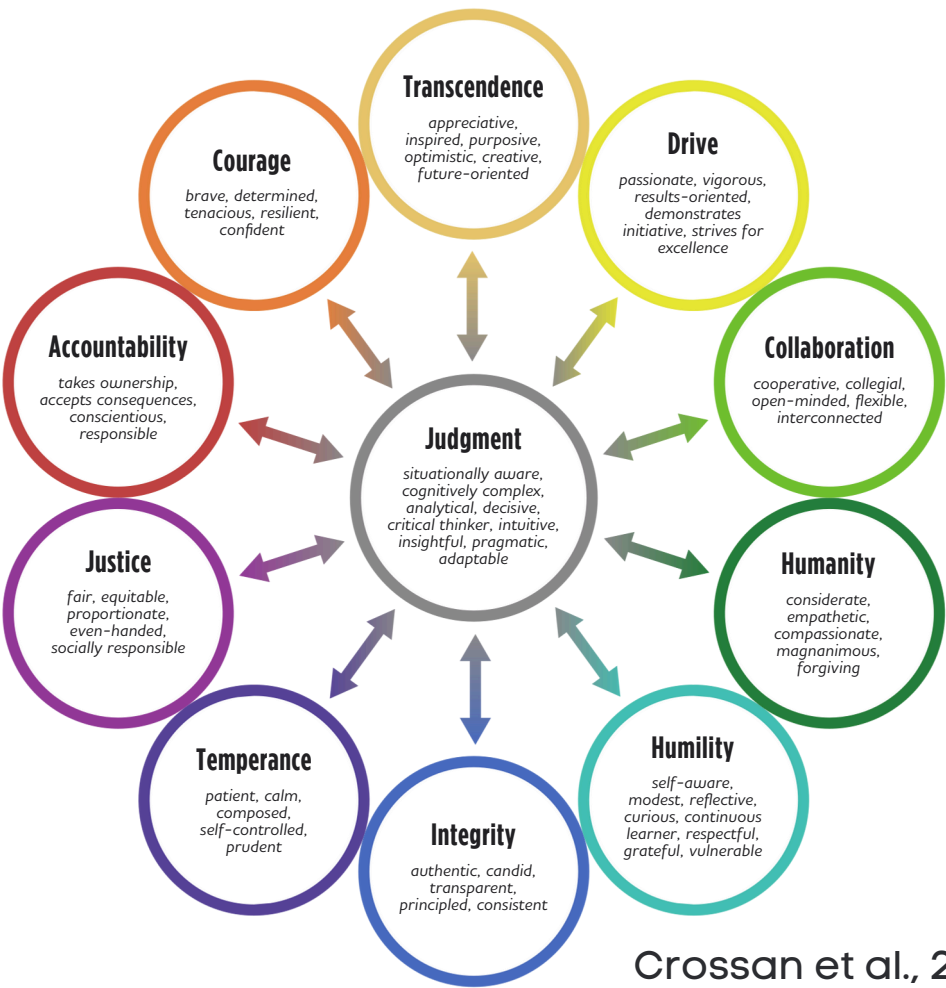 Transcendence
appreciative,
inspired, purposive,
optimistic, creative,
future-oriented
Drive
passionate, vigorous,
results-oriented,
demonstrates
initiative, strives for
excellence
Collaboration
cooperative, collegial,
open-minded, flexible,
interconnected
Humanity
considerate,
empathetic,
compassionate,
magnanimous,
forgiving
Humility
self-aware,
modest, reflective,
curious, continuous
learner, respectful,
grateful, vulnerable
Integrity
authentic, candid,
transparent,
principled, consistent
Temperance
patient, calm,
composed,
self-controlled,
prudent
Justice
fair, equitable,
proportionate,
even-handed,
socially responsible
Accountability
takes ownership,
accepts consequences,
conscientious,
responsible
Courage
brave, determined,
tenacious, resilient,
confident
Judgment
situationally aware,
cognitively complex,
analytical, decisive,
critical thinker, intuitive,
insightful, pragmatic,
adaptable
Crossan et al.,